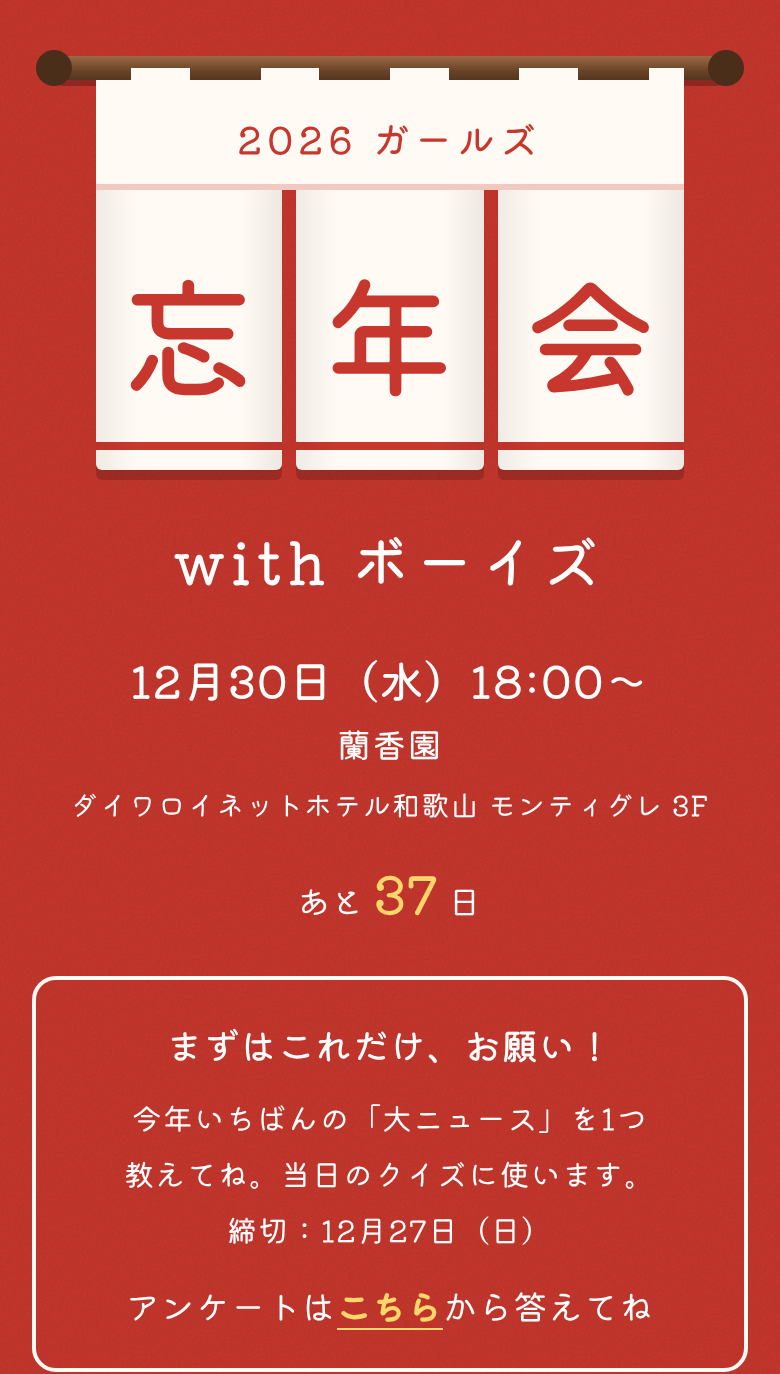 2026 ガールズ
忘年会
with ボーイズ
12月30日（水）18:00〜
蘭香園
ダイワロイネットホテル和歌山 モンティグレ 3F
あと 37 日
まずはこれだけ、お願い！
今年いちばんの「大ニュース」を1つ
教えてね。当日のクイズに使います。
締切：12月27日（日）
アンケートはこちらから答えてね